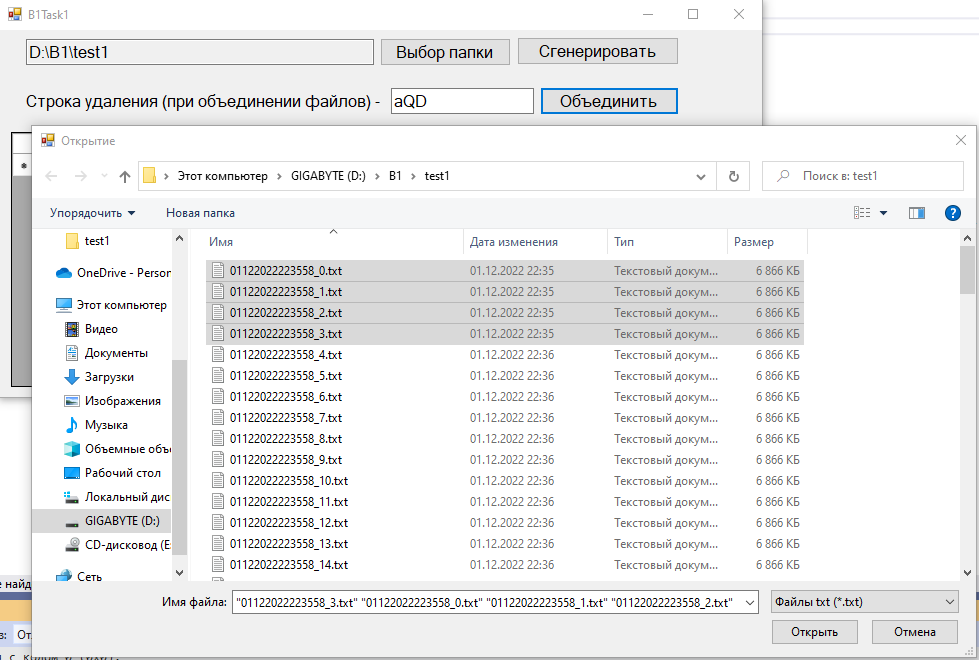 B1Task1
D:\B1\test1 Выбор папки Сгенерировать
Строка удаления (при объединении файлов) - aQD Объединить
Открытие
Этот компьютер GIGABYTE (D:) B1 test1 Поиск в: test1
Упорядочить Новая папка
test1
OneDrive - Person
Этот компьютер
Видео
Документы
Загрузки
Изображения
Музыка
Объемные объ
Рабочий стол
Локальный дис
GIGABYTE (D:)
CD-дисковод (E
Сеть
Имя Дата изменения Тип Размер
01122022223558_0.txt 01.12.2022 22:35 Текстовый докум... 6 866 КБ
01122022223558_1.txt 01.12.2022 22:35 Текстовый докум... 6 866 КБ
01122022223558_2.txt 01.12.2022 22:35 Текстовый докум... 6 866 КБ
01122022223558_3.txt 01.12.2022 22:35 Текстовый докум... 6 866 КБ
01122022223558_4.txt 01.12.2022 22:36 Текстовый докум... 6 866 КБ
01122022223558_5.txt 01.12.2022 22:36 Текстовый докум... 6 866 КБ
01122022223558_6.txt 01.12.2022 22:36 Текстовый докум... 6 866 КБ
01122022223558_7.txt 01.12.2022 22:36 Текстовый докум... 6 866 КБ
01122022223558_8.txt 01.12.2022 22:36 Текстовый докум... 6 866 КБ
01122022223558_9.txt 01.12.2022 22:36 Текстовый докум... 6 866 КБ
01122022223558_10.txt 01.12.2022 22:36 Текстовый докум... 6 866 КБ
01122022223558_11.txt 01.12.2022 22:36 Текстовый докум... 6 866 КБ
01122022223558_12.txt 01.12.2022 22:36 Текстовый докум... 6 866 КБ
01122022223558_13.txt 01.12.2022 22:36 Текстовый докум... 6 866 КБ
01122022223558_14.txt 01.12.2022 22:36 Текстовый докум... 6 866 КБ
Имя файла: "01122022223558_3.txt" "01122022223558_0.txt" "01122022223558_1.txt" "01122022223558_2.txt" Файлы txt (*.txt)
Открыть Отмена